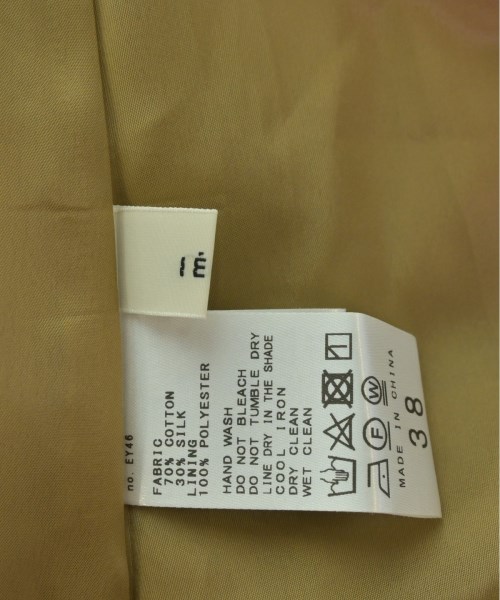 m.
no. EY46
FABRIC
70% COTTON
30% SILK
LINING
100% POLYESTER
HAND WASH
DO NOT BLEACH
DO NOT TUMBLE DRY
LINE DRY IN THE SHADE
COOL IRON
DRY CLEAN
WET CLEAN
F W
MADE IN CHINA
38